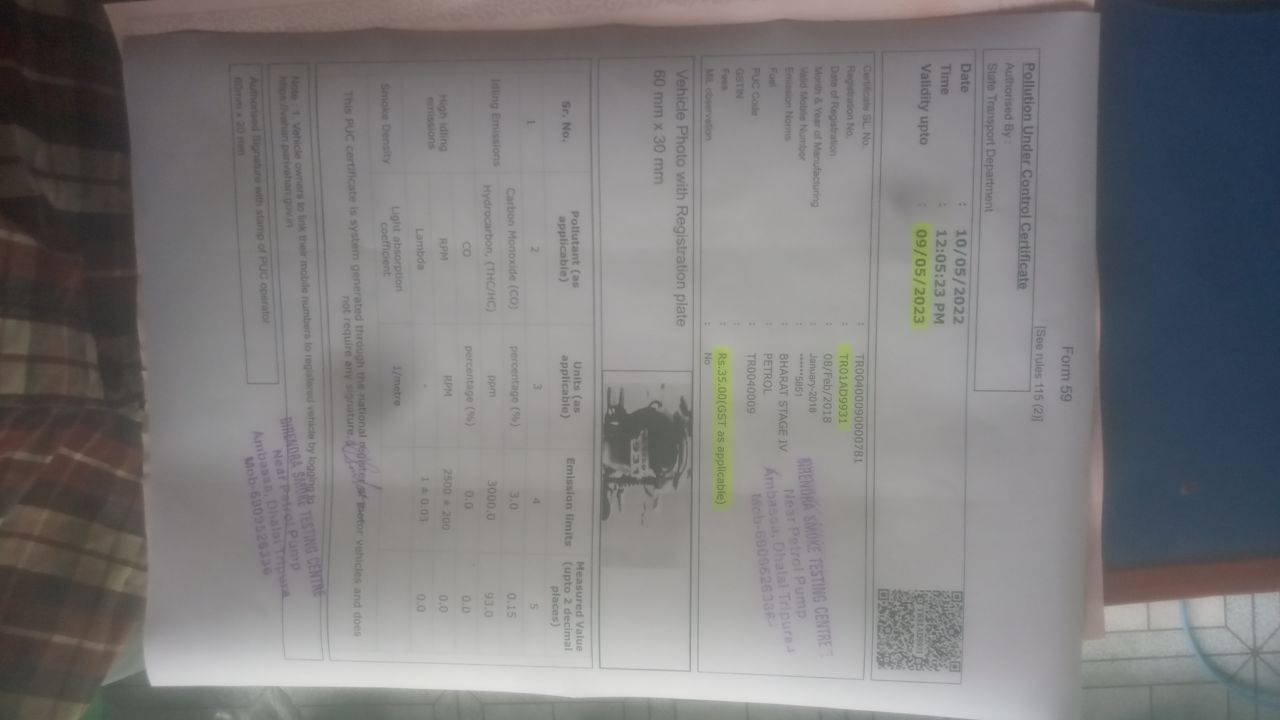 Form 59
[See rules 115 (2)]
Pollution Under Control Certificate
Authorised By :
State Transport Department
Date : 10/05/2022
Time : 12:05:23 PM
Validity upto : 09/05/2023
Certificate SL. No. : TR00400090000781
Registration No. : TR01AD9931
Date of Registration : 08/Feb/2018
Month & Year of Manufacturing : January-2018
Valid Mobile Number : ******5851
Emission Norms : BHARAT STAGE IV
Fuel : PETROL
PUC Code : TR0040009
GSTIN :
Fees : Rs.35.00(GST as applicable)
MIL observation : No
BIRENDRA SMOKE TESTING CENTRE
Near Petrol Pump
Ambassa, Dhalai Tripura
Vehicle Photo with Registration plate
60 mm x 30 mm
Sr. No. Pollutant (as applicable) Units (as applicable) Emission limits Measured Value (upto 2 decimal places)
1 2 3 4 5
Idling Emissions Carbon Monoxide (CO) percentage (%) 3.0 0.15
Hydrocarbon, (THC/HC) ppm 3000.0 93.0
High idling emissions CO percentage (%) 0.0 0.0
RPM RPM 2500 ± 200 0.0
Lambda - 1 ± 0.03 0.0
Smoke Density Light absorption coefficient 1/metre
This PUC certificate is system generated through the national register of motor vehicles and does
not require any signature.
Note : 1. Vehicle owners to link their mobile numbers to registered vehicle by logging to
https://vahan.parivahan.gov.in
Authorised Signature with stamp of PUC operator
60mm x 20 mm
BIRENDRA SMOKE TESTING CENTRE
Near Petrol Pump
Ambassa, Dhalai Tripura